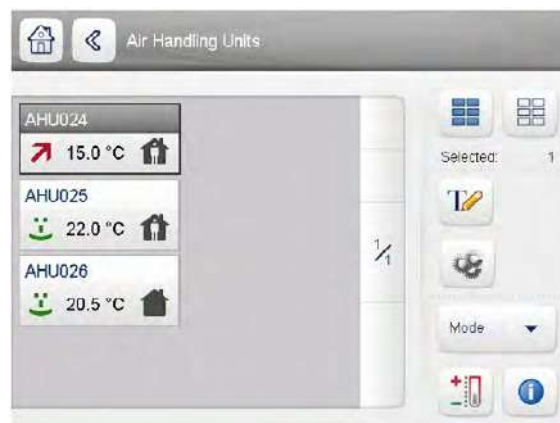 Air Handling Units
AHU024
15.0 °C
AHU025
22.0 °C
AHU026
20.5 °C
1/1
Selected: 1
T
Mode
+
-
i